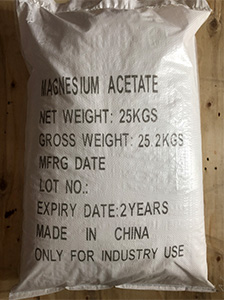 MAGNESIUM ACETATE
NET WEIGHT: 25KGS
GROSS WEIGHT: 25.2KGS
MFRG DATE
LOT NO.:
EXPIRY DATE:2YEARS
MADE IN CHINA
ONLY FOR INDUSTRY USE